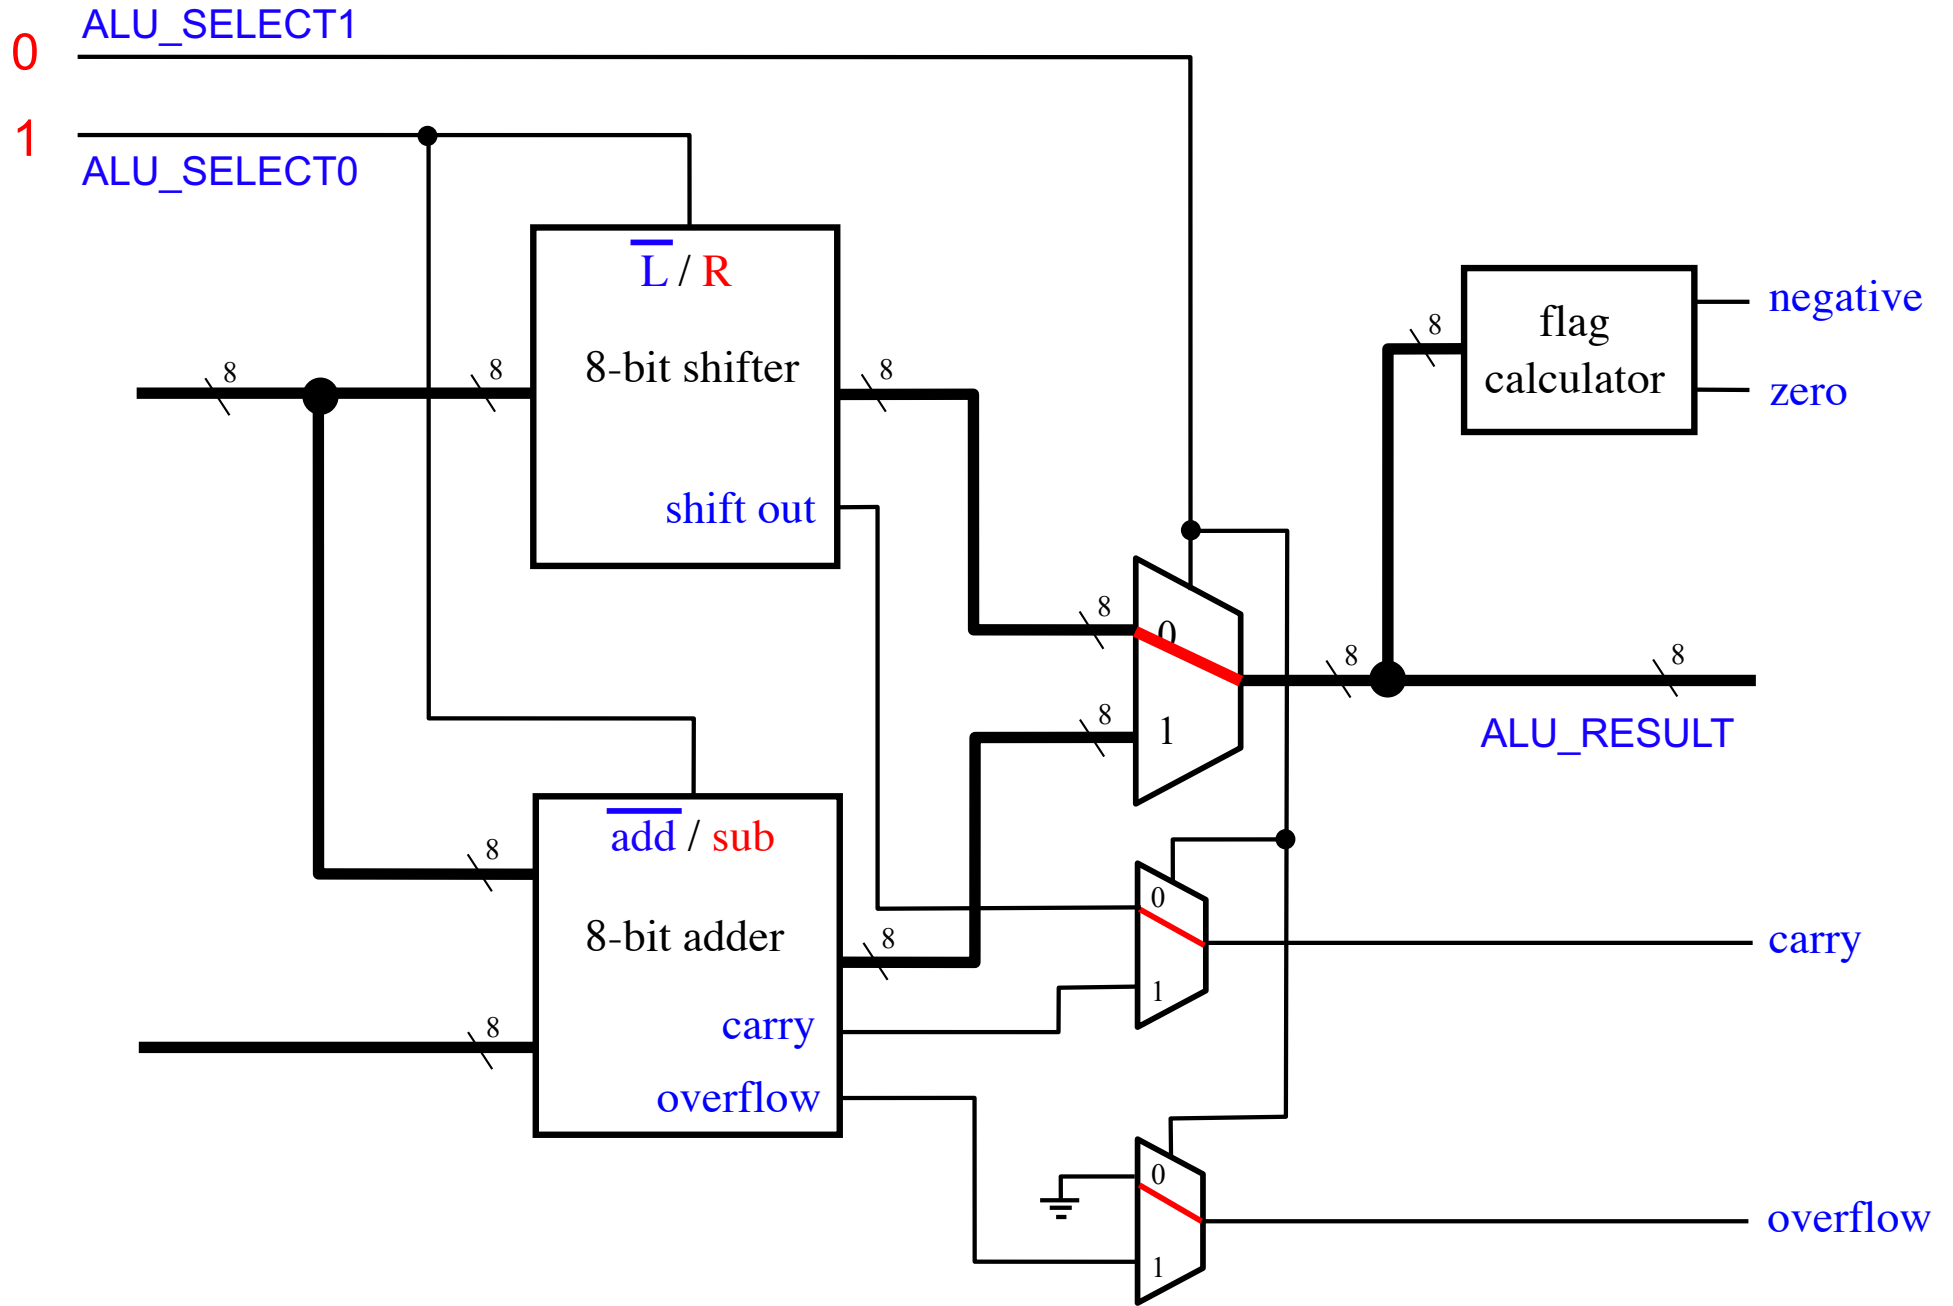 ALU_SELECT1
0
1
ALU_SELECT0
L / R
8-bit shifter
shift out
8
8
8
flag
calculator
8
negative
zero
8
0
8
1
8
8
ALU_RESULT
add / sub
8-bit adder
carry
overflow
8
8
8
0
1
carry
0
1
overflow